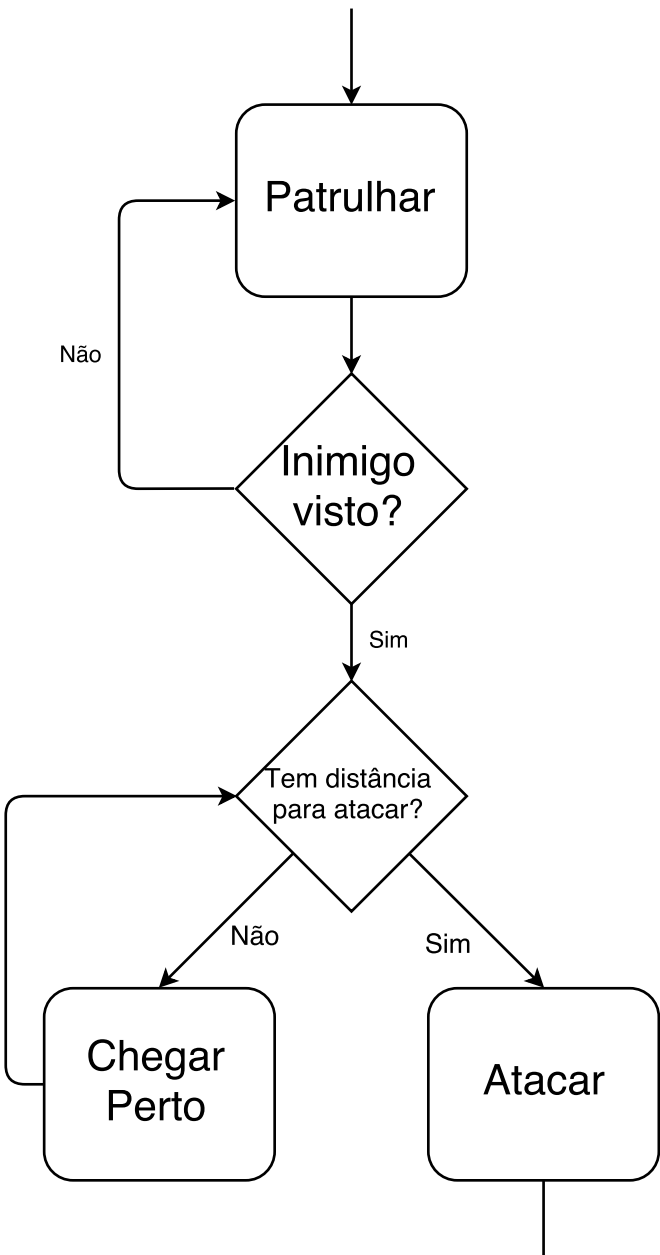 Patrulhar
Não
Inimigo
visto?
Sim
Tem distância
para atacar?
Não
Sim
Chegar
Perto
Atacar